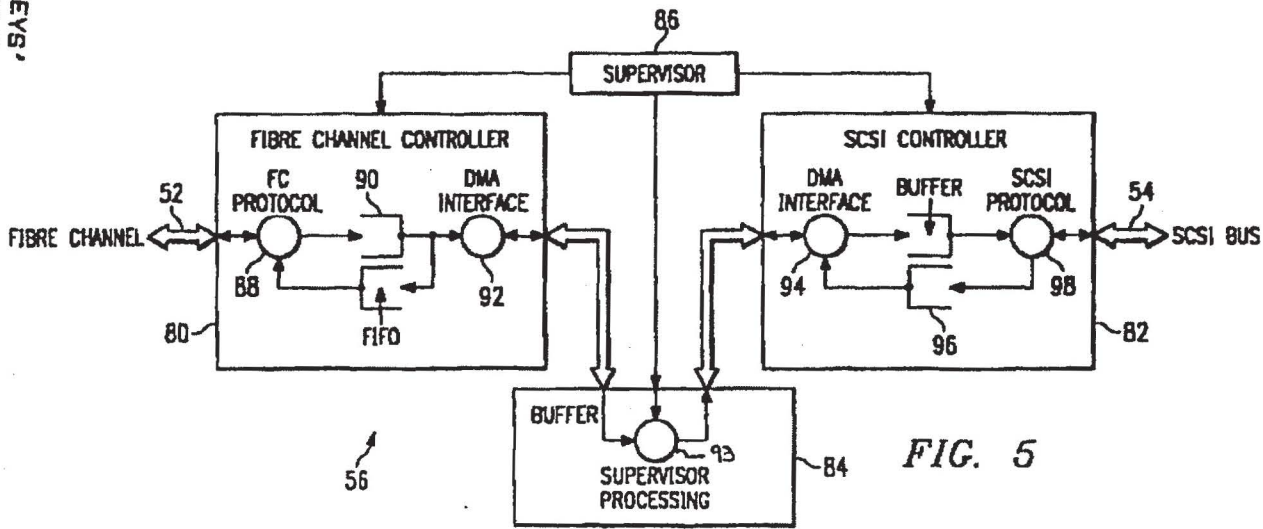 EYS,
86
SUPERVISOR
FIBRE CHANNEL CONTROLLER
SCSI CONTROLLER
52
FC
PROTOCOL
90
DMA
INTERFACE
DMA
INTERFACE
BUFFER
SCSI
PROTOCOL
54
FIBRE CHANNEL
SCSI BUS
88
92
94
98
80
FIFO
96
82
BUFFER
93
84
SUPERVISOR
PROCESSING
56
FIG. 5